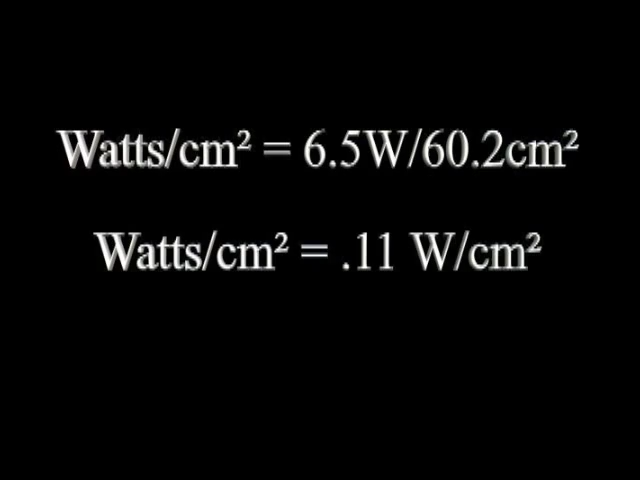 Watts/cm² = 6.5W/60.2cm²
Watts/cm² = .11 W/cm²